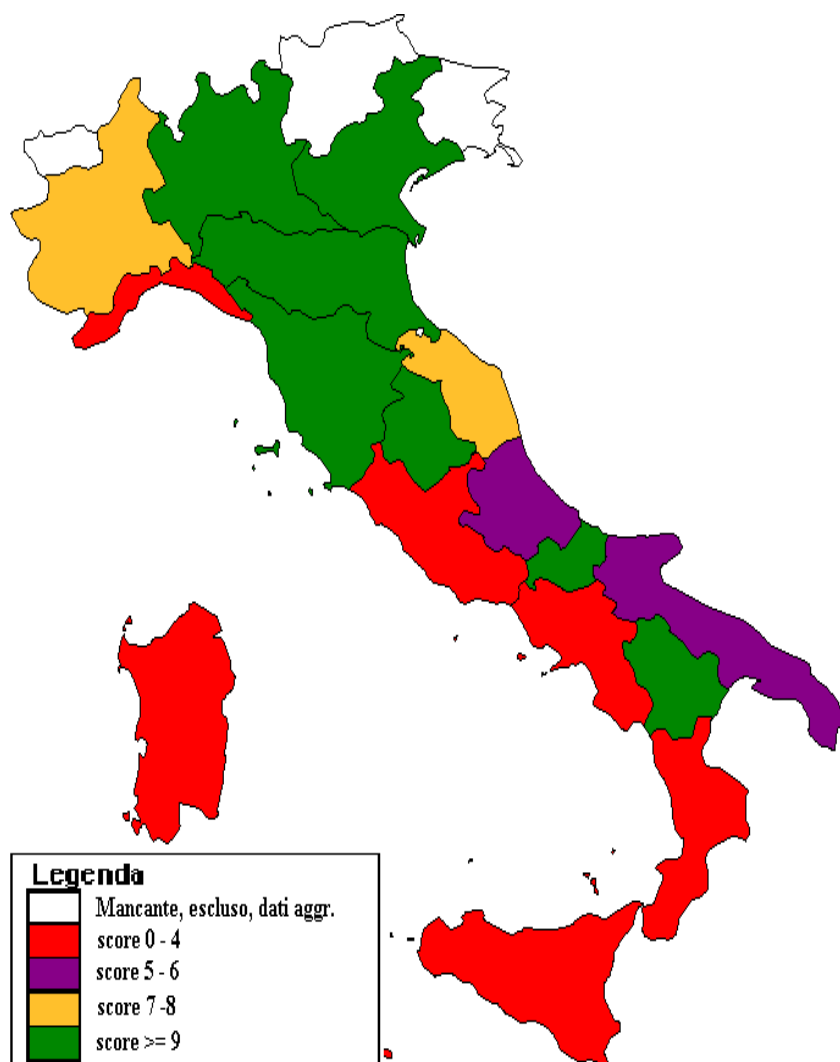 Legenda
Mancante, escluso, dati aggr.
score 0 - 4
score 5 - 6
score 7 -8
score >= 9